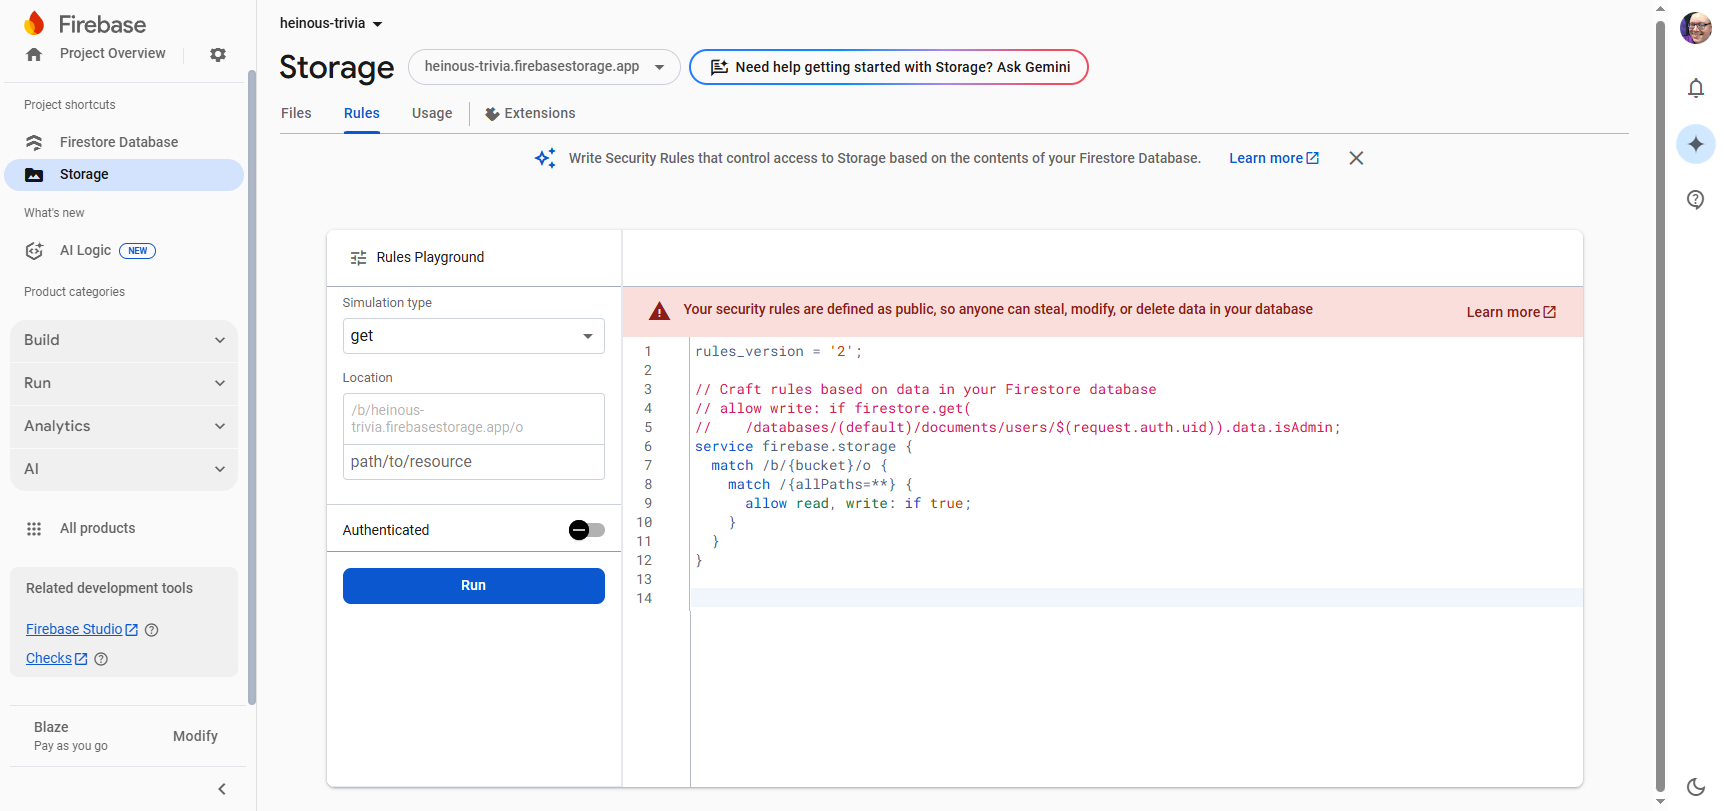 Firebase
Project Overview
Project shortcuts
Firestore Database
Storage
What's new
AI Logic NEW
Product categories
Build
Run
Analytics
AI
All products
Related development tools
Firebase Studio
Checks
Blaze
Pay as you go
Modify
heinous-trivia
Storage
heinous-trivia.firebasestorage.app
Need help getting started with Storage? Ask Gemini
Files Rules Usage Extensions
Write Security Rules that control access to Storage based on the contents of your Firestore Database. Learn more
Rules Playground
Simulation type
get
Location
/b/heinous-
trivia.firebasestorage.app/o
path/to/resource
Authenticated
Run
Your security rules are defined as public, so anyone can steal, modify, or delete data in your database Learn more
1 rules_version = '2';
2
3 // Craft rules based on data in your Firestore database
4 // allow write: if firestore.get(
5 //    /databases/(default)/documents/users/$(request.auth.uid)).data.isAdmin;
6 service firebase.storage {
7   match /b/{bucket}/o {
8     match /{allPaths=**} {
9       allow read, write: if true;
10     }
11   }
12 }
13
14